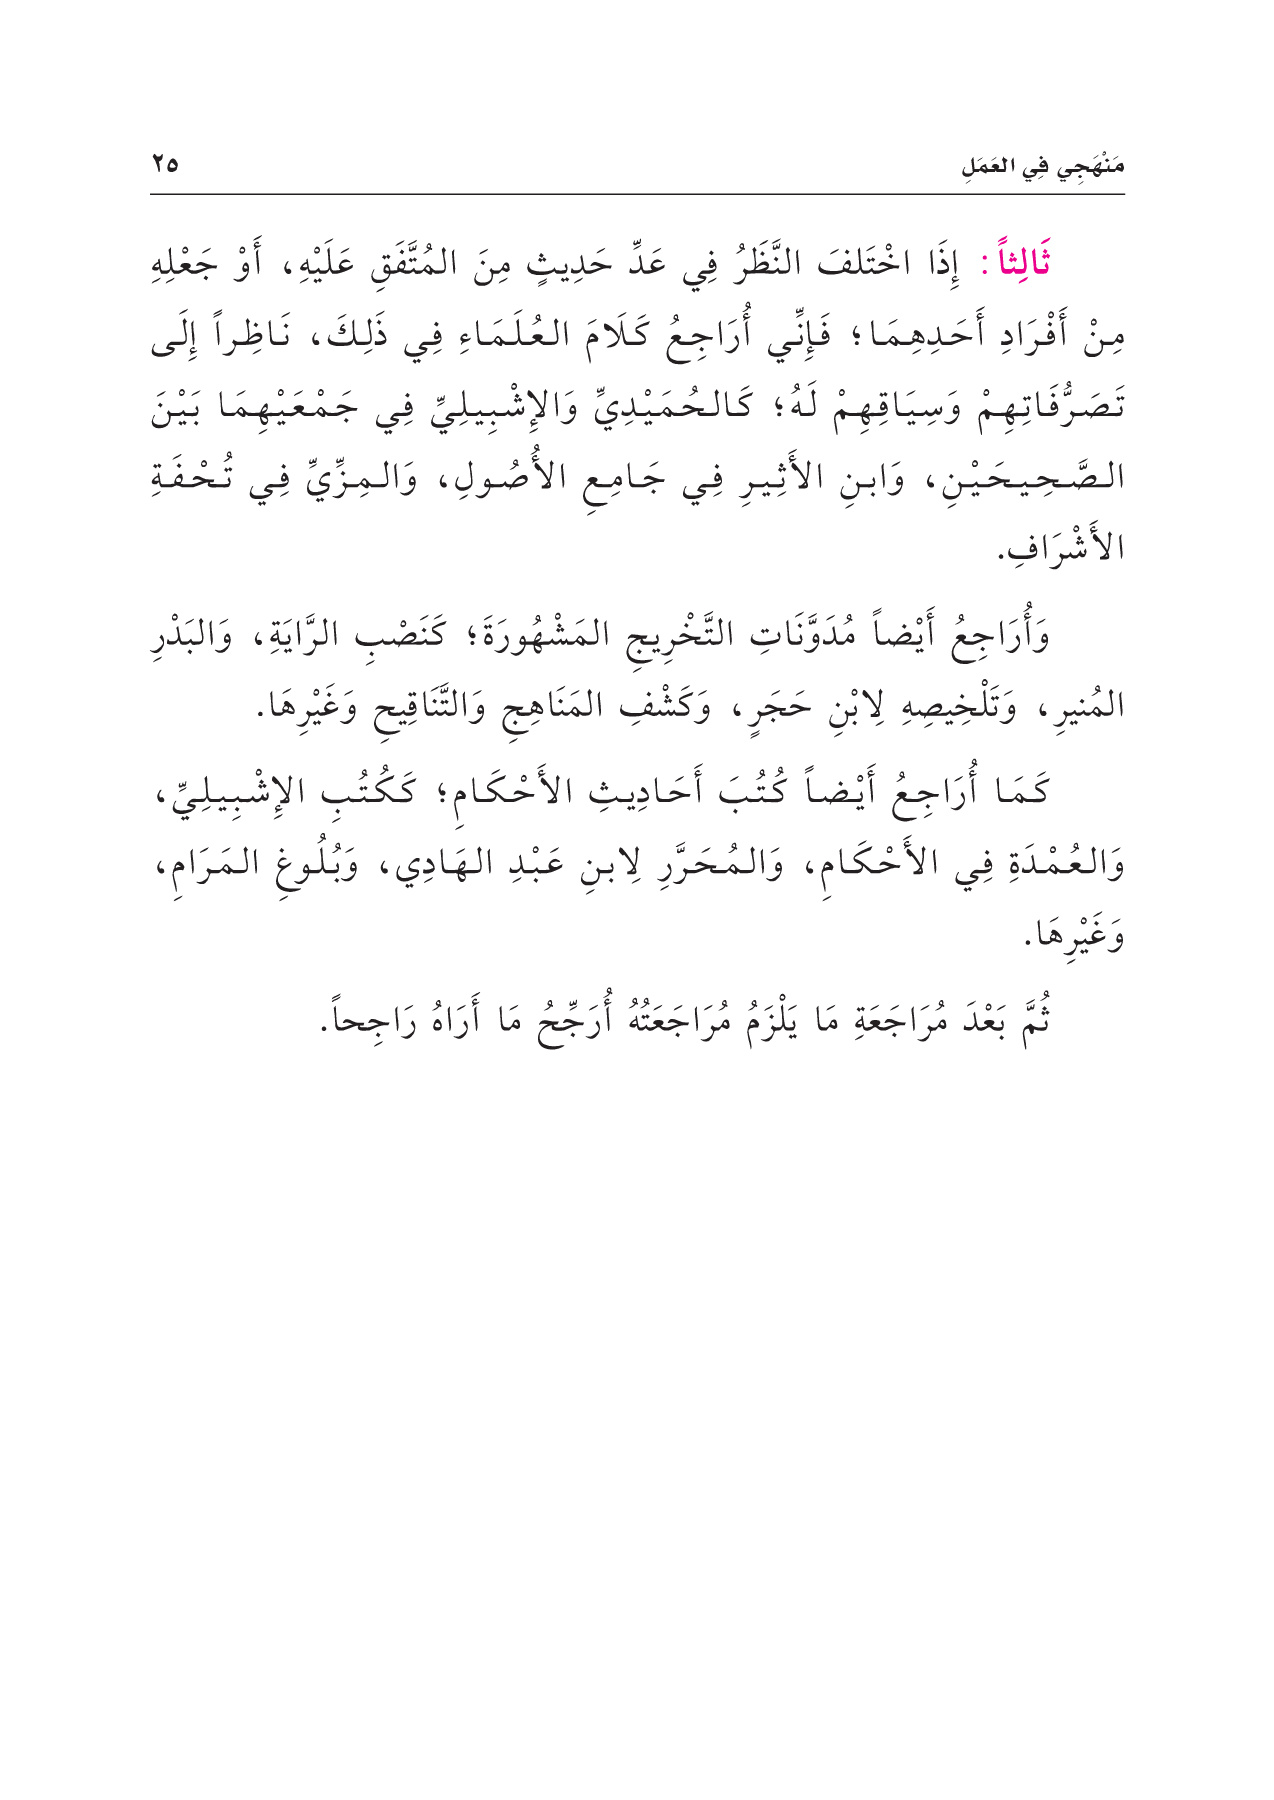 مَنْهَجِي فِي العَمَلِ ٢٥
ثَالِثاً: إِذَا اخْتَلفَ النَّظَرُ فِي عَدِّ حَدِيثٍ مِنَ المُتَّفَقِ عَلَيْهِ، أَوْ جَعْلِهِ
مِنْ أَفْرَادِ أَحَدِهِمَا؛ فَإِنِّي أُرَاجِعُ كَلَامَ العُلَمَاءِ فِي ذَلِكَ، نَاظِراً إِلَى
تَصَرُّفَاتِهِمْ وَسِيَاقِهِمْ لَهُ؛ كَالحُمَيْدِيِّ وَالإِشْبِيلِيِّ فِي جَمْعَيْهِمَا بَيْنَ
الصَّحِيحَيْنِ، وَابنِ الأَثِيرِ فِي جَامِعِ الأُصُولِ، وَالمِزِّيِّ فِي تُحْفَةِ
الأَشْرَافِ.
وَأُرَاجِعُ أَيْضاً مُدَوَّنَاتِ التَّخْرِيجِ المَشْهُورَةَ؛ كَنَصْبِ الرَّايَةِ، وَالبَدْرِ
المُنيرِ، وَتَلْخِيصِهِ لِابْنِ حَجَرٍ، وَكَشْفِ المَنَاهِجِ وَالتَّنَاقِيحِ وَغَيْرِهَا.
كَمَا أُرَاجِعُ أَيْضاً كُتُبَ أَحَادِيثِ الأَحْكَامِ؛ كَكُتُبِ الإِشْبِيلِيِّ،
وَالعُمْدَةِ فِي الأَحْكَامِ، وَالمُحَرَّرِ لِابنِ عَبْدِ الهَادِي، وَبُلُوغِ المَرَامِ،
وَغَيْرِهَا.
ثُمَّ بَعْدَ مُرَاجَعَةِ مَا يَلْزَمُ مُرَاجَعَتُهُ أُرَجِّحُ مَا أَرَاهُ رَاجِحاً.